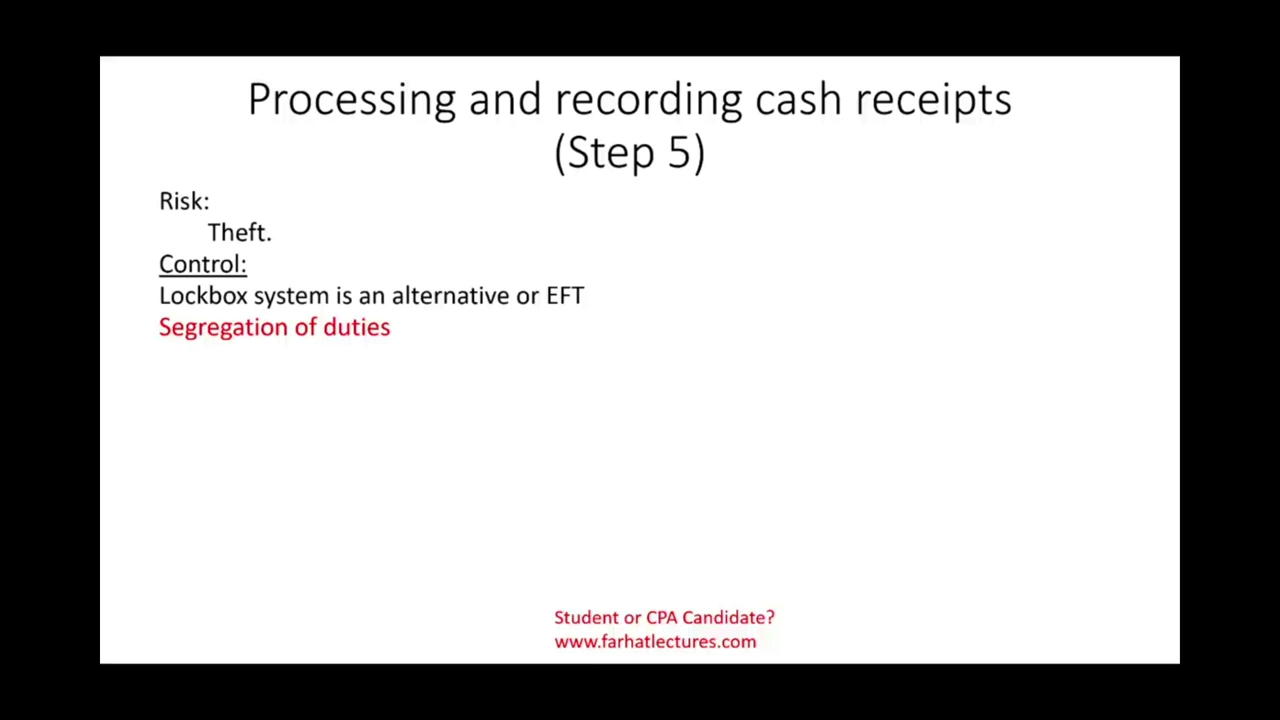 Processing and recording cash receipts
(Step 5)
Risk:
Theft.
Control:
Lockbox system is an alternative or EFT
Segregation of duties
Student or CPA Candidate?
www.farhatlectures.com